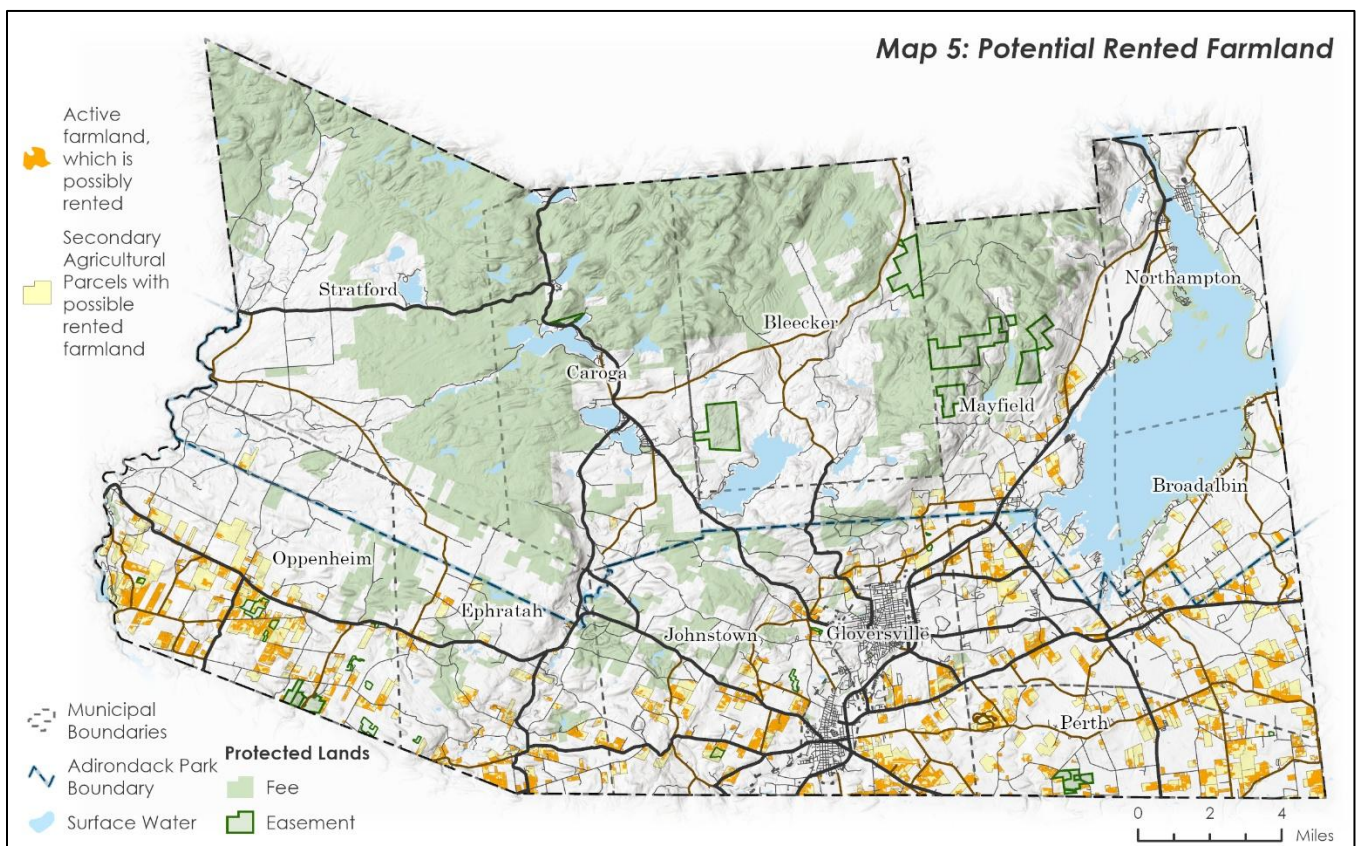 Map 5: Potential Rented Farmland
Active
farmland,
which is
possibly
rented
Secondary
Agricultural
Parcels with
possible
rented
farmland
Northampton
Stratford
Bleecker
Caroga
Mayfield
Broadalbin
Oppenheim
Ephratah
Johnstown
Gloversville
Perth
Municipal
Boundaries
Adirondack Park
Boundary
Surface Water
Protected Lands
Fee
Easement
0 2 4
Miles